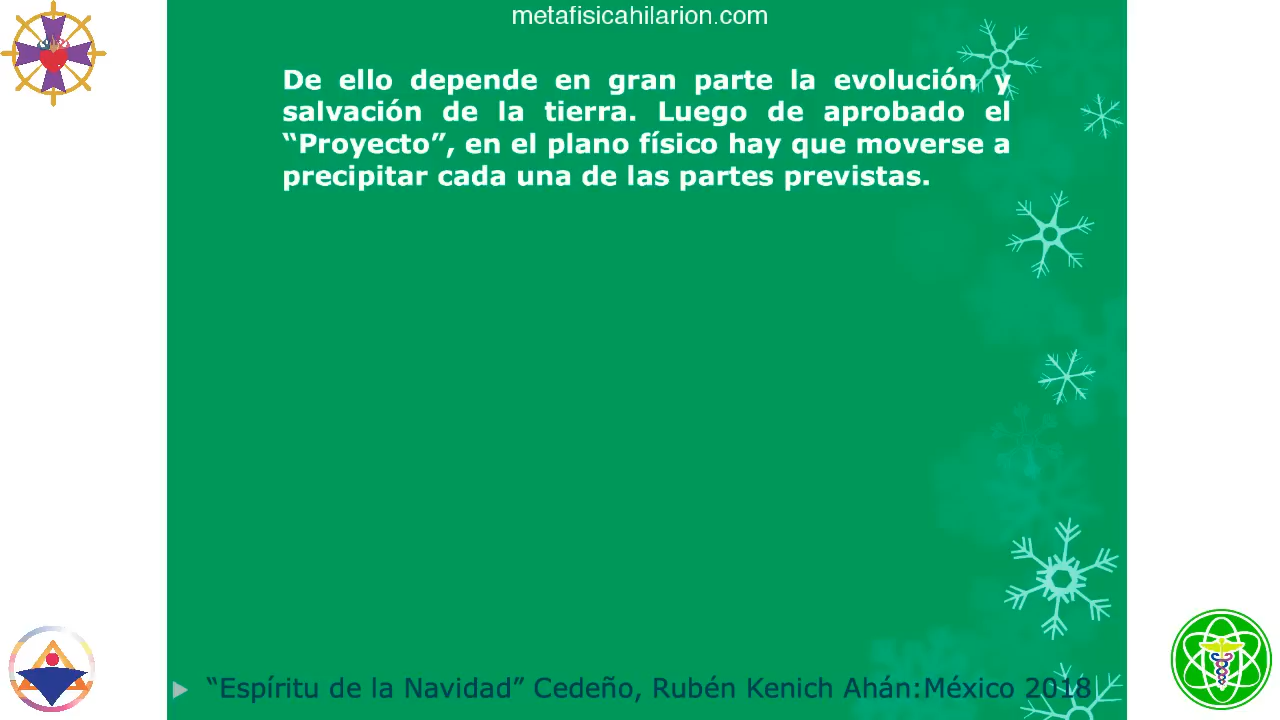 metafisicahilarion.com
De ello depende en gran parte la evolución y
salvación de la tierra. Luego de aprobado el
“Proyecto”, en el plano físico hay que moverse a
precipitar cada una de las partes previstas.
“Espíritu de la Navidad” Cedeño, Rubén Kenich Ahán:México 2018